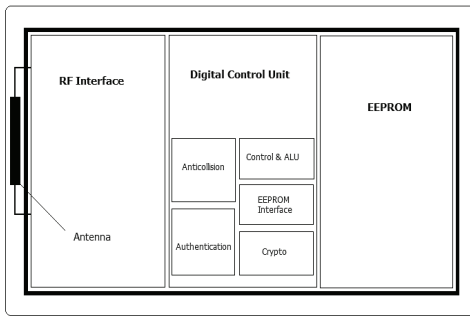 RF Interface
Antenna
Digital Control Unit
Anticollision
Control & ALU
EEPROM
Interface
Authentication
Crypto
EEPROM